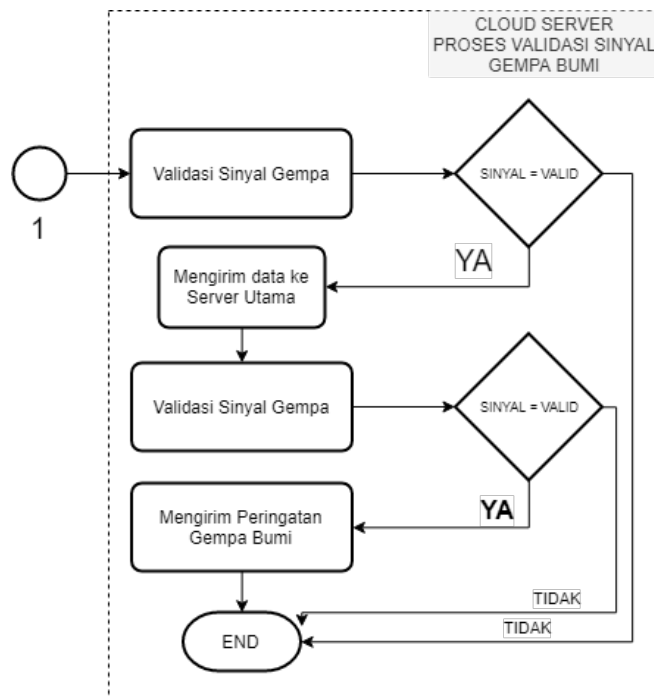 CLOUD SERVER
PROSES VALIDASI SINYAL
GEMPA BUMI
1
Validasi Sinyal Gempa
SINYAL = VALID
YA
Mengirim data ke
Server Utama
Validasi Sinyal Gempa
SINYAL = VALID
YA
Mengirim Peringatan
Gempa Bumi
TIDAK
TIDAK
END